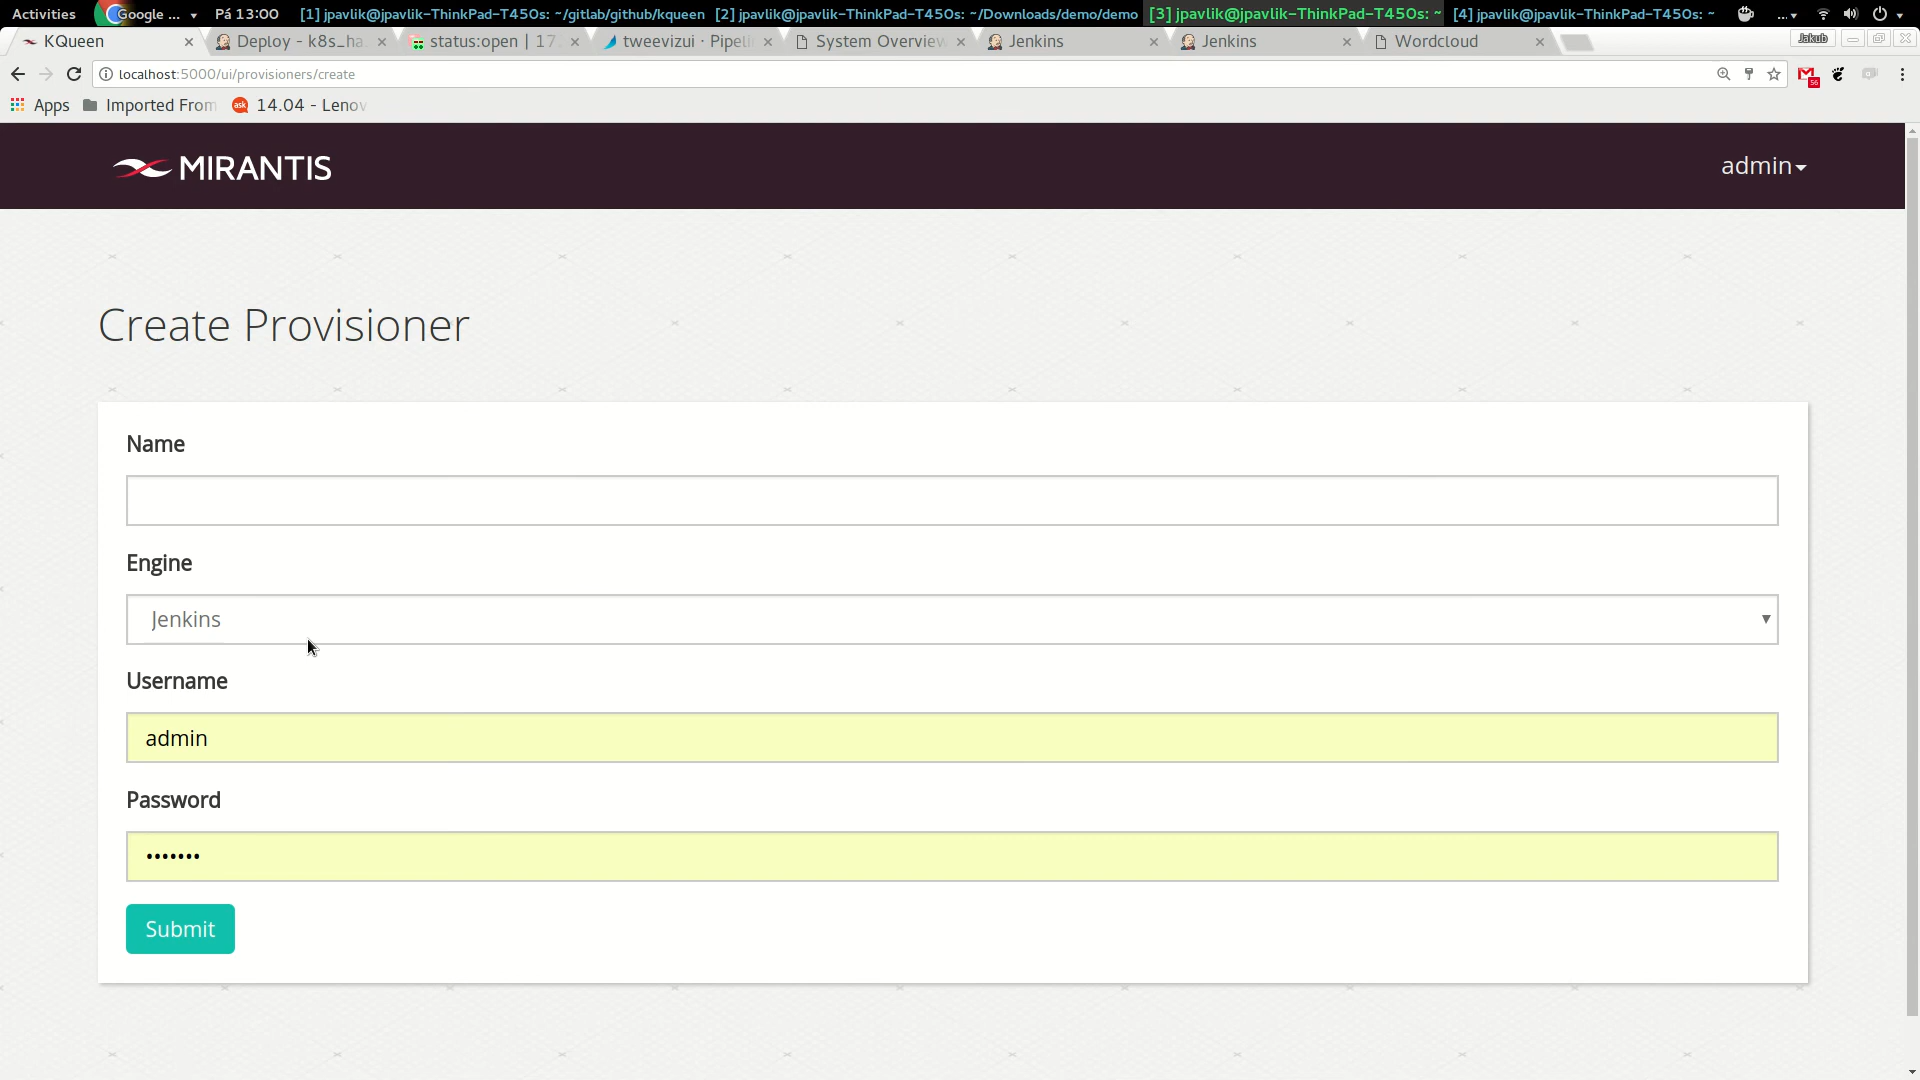 Activities Google ... Pá 13:00 [1] jpavlik@jpavlik-ThinkPad-T450s: ~/gitlab/github/kqueen [2] jpavlik@jpavlik-ThinkPad-T450s: ~/Downloads/demo/demo [3] jpavlik@jpavlik-ThinkPad-T450s: ~ [4] jpavlik@jpavlik-ThinkPad-T450s: ~ ...
KQueen Deploy - k8s_ha status:open | 17 tweevizui · Pipeli System Overview Jenkins Jenkins Wordcloud Jakub
localhost:5000/ui/provisioners/create 56
Apps Imported From ask 14.04 - Lenov
MIRANTIS admin
Create Provisioner
Name
Engine
Jenkins
Username
admin
Password
•••••••
Submit